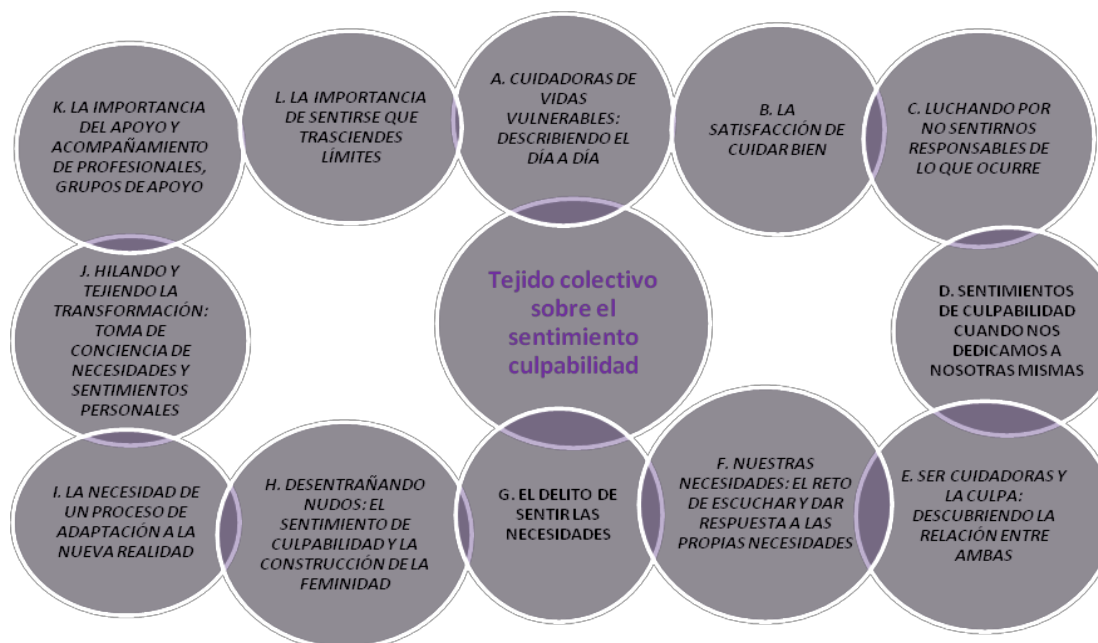 K. LA IMPORTANCIA
DEL APOYO Y
ACOMPAÑAMIENTO
DE PROFESIONALES,
GRUPOS DE APOYO
L. LA IMPORTANCIA
DE SENTIRSE QUE
TRASCIENDES
LÍMITES
A. CUIDADORAS DE
VIDAS
VULNERABLES:
DESCRIBIENDO EL
DÍA A DÍA
B. LA
SATISFACCIÓN DE
CUIDAR BIEN
C. LUCHANDO POR
NO SENTIRNOS
RESPONSABLES DE
LO QUE OCURRE
J. HILANDO Y
TEJIENDO LA
TRANSFORMACIÓN:
TOMA DE
CONCIENCIA DE
NECESIDADES Y
SENTIMIENTOS
PERSONALES
Tejido colectivo
sobre el
sentimiento
culpabilidad
D. SENTIMIENTOS
DE CULPABILIDAD
CUANDO NOS
DEDICAMOS A
NOSOTRAS MISMAS
I. LA NECESIDAD DE
UN PROCESO DE
ADAPTACIÓN A LA
NUEVA REALIDAD
H. DESENTRAÑANDO
NUDOS: EL
SENTIMIENTO DE
CULPABILIDAD Y LA
CONSTRUCCIÓN DE LA
FEMINIDAD
G. EL DELITO DE
SENTIR LAS
NECESIDADES
F. NUESTRAS
NECESIDADES: EL RETO
DE ESCUCHAR Y DAR
RESPUESTA A LAS
PROPIAS NECESIDADES
E. SER CUIDADORAS Y
LA CULPA:
DESCUBRIENDO LA
RELACIÓN ENTRE
AMBAS